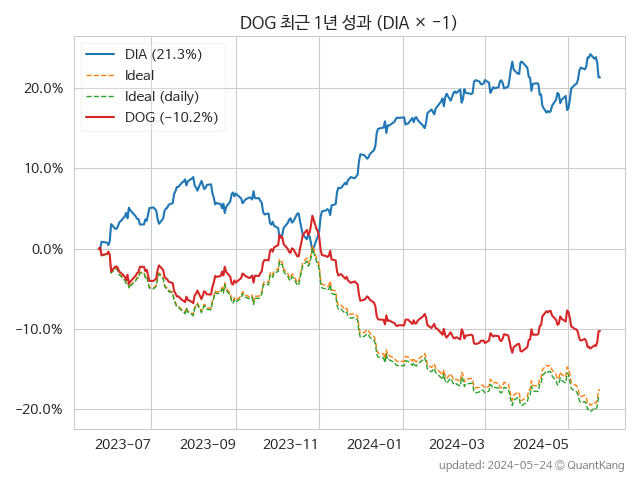 DOG 최근 1년 성과 (DIA × −1)
DIA (21.3%)
Ideal
Ideal (daily)
DOG (−10.2%)
20.0%
10.0%
0.0%
−10.0%
−20.0%
2023-07 2023-09 2023-11 2024-01 2024-03 2024-05
updated: 2024-05-24 © QuantKang